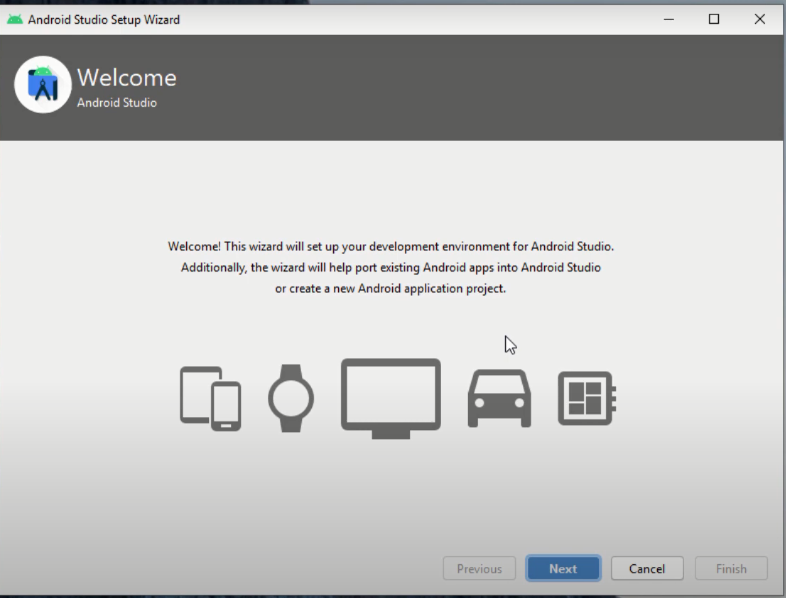 Android Studio Setup Wizard
Welcome
Android Studio
Welcome! This wizard will set up your development environment for Android Studio.
Additionally, the wizard will help port existing Android apps into Android Studio
or create a new Android application project.
Previous
Next
Cancel
Finish